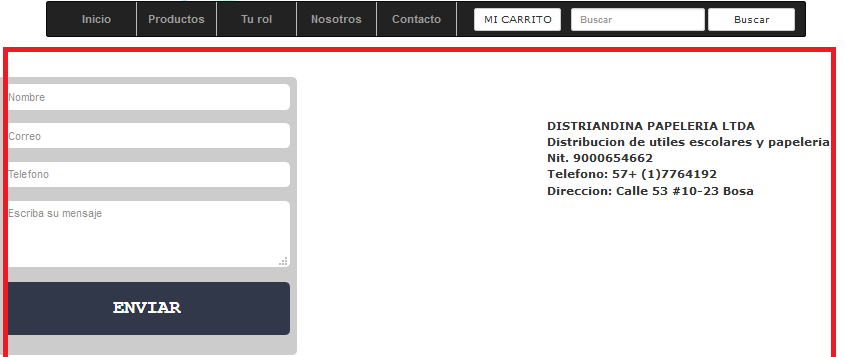 Inicio Productos Tu rol Nosotros Contacto MI CARRITO Buscar Buscar
Nombre
Correo
Telefono
Escriba su mensaje
ENVIAR
DISTRIANDINA PAPELERIA LTDA
Distribucion de utiles escolares y papeleria
Nit. 9000654662
Telefono: 57+ (1)7764192
Direccion: Calle 53 #10-23 Bosa